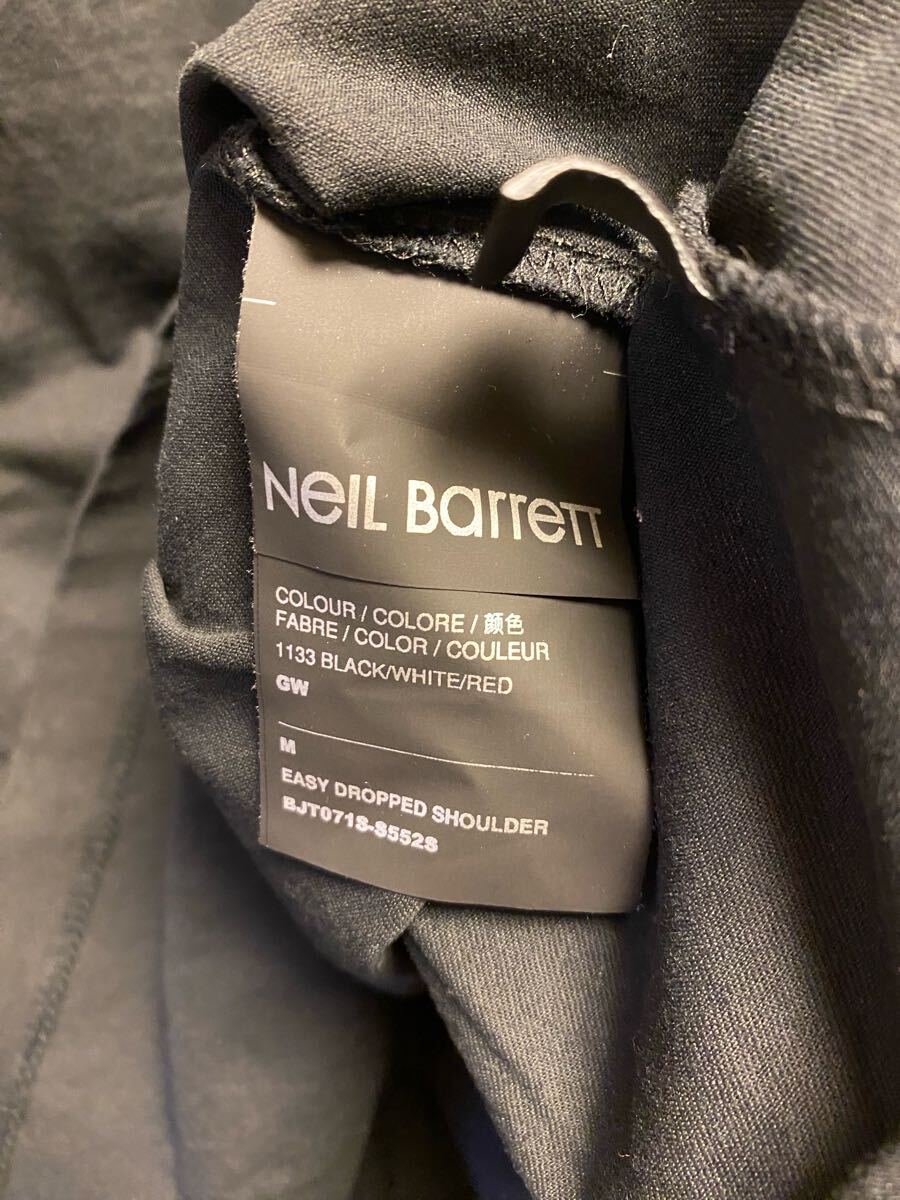 NeIL Barrett
COLOUR / COLORE / 颜色
FABRE / COLOR / COULEUR
1133 BLACK/WHITE/RED
GW
M
EASY DROPPED SHOULDER
BJT071S-S552S